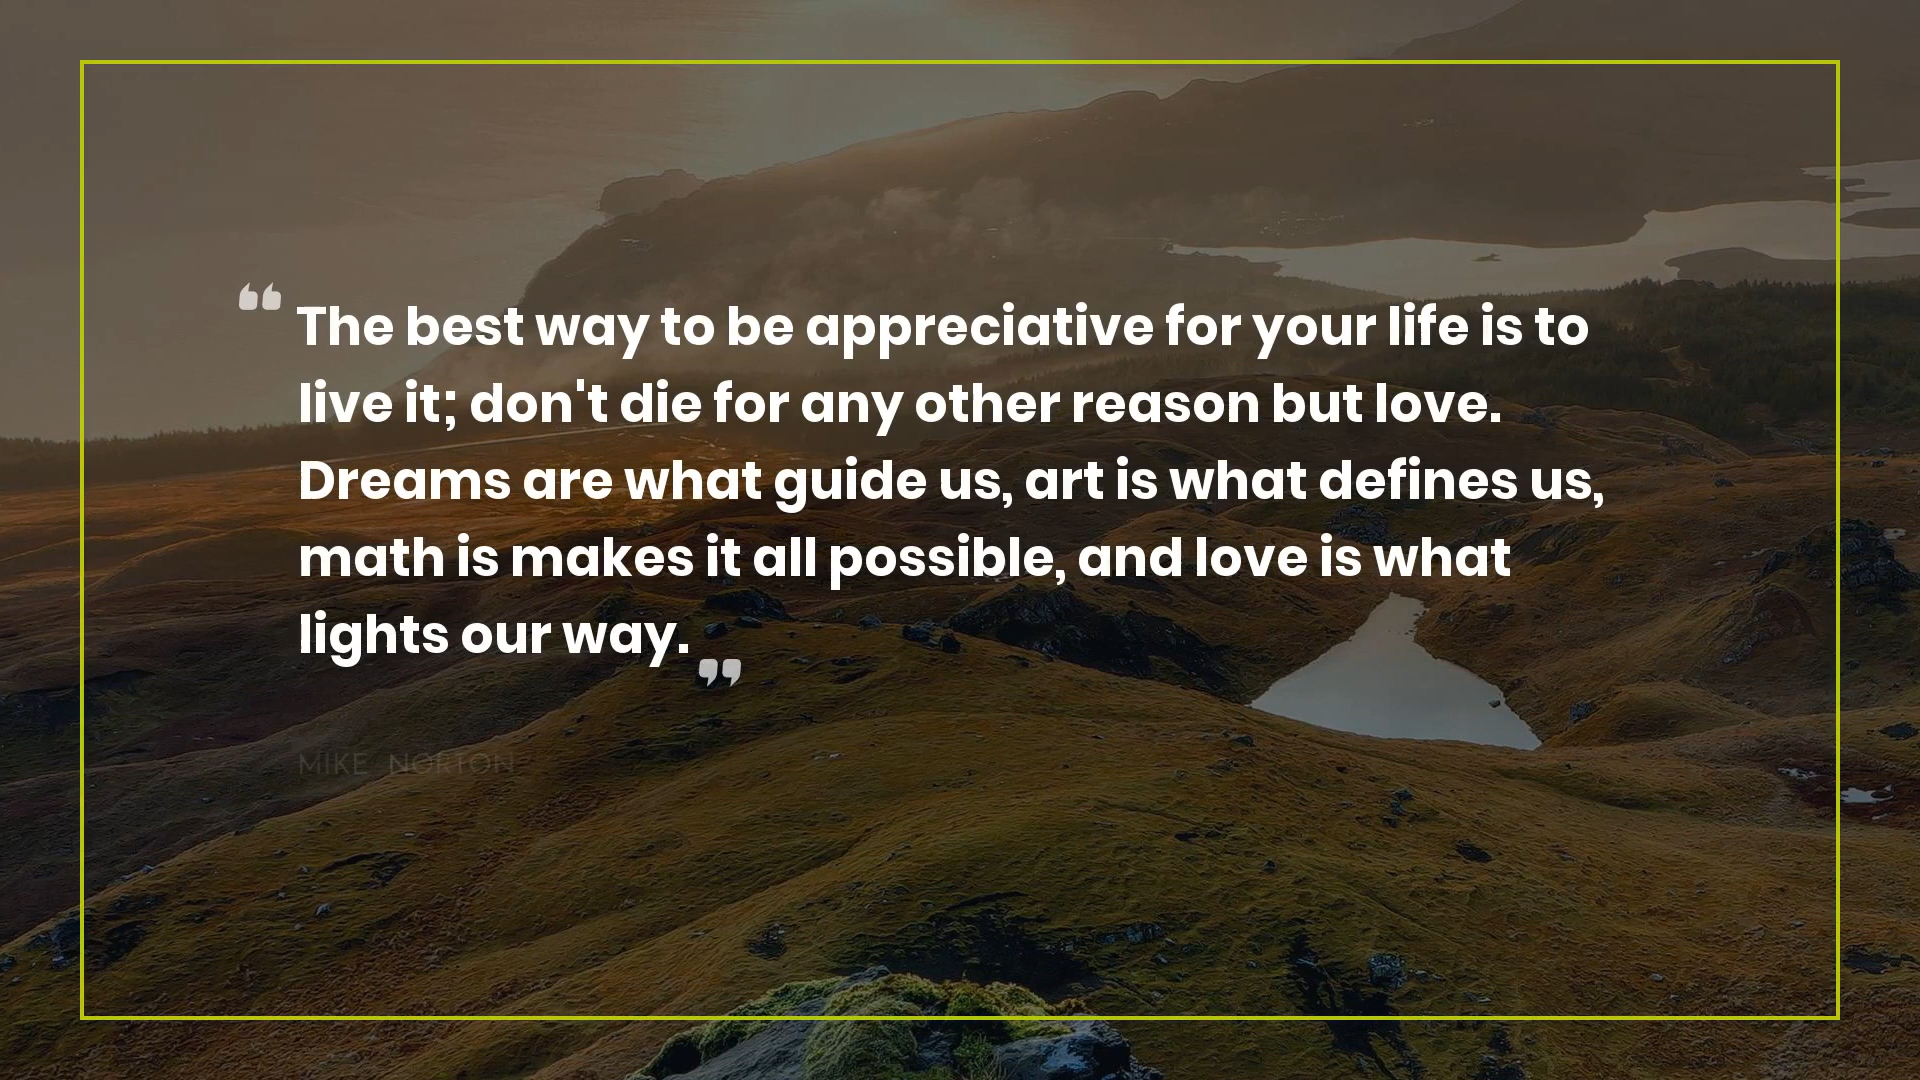 “The best way to be appreciative for your life is to
live it; don't die for any other reason but love.
Dreams are what guide us, art is what defines us,
math is makes it all possible, and love is what
lights our way.”
MIKE NORTON